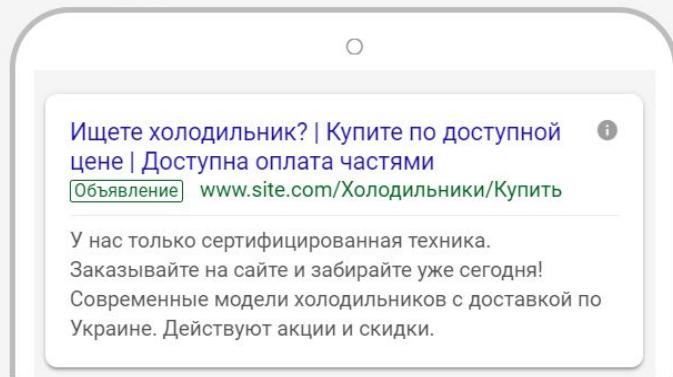 Ищете холодильник? | Купите по доступной
цене | Доступна оплата частями
Объявление www.site.com/Холодильники/Купить
У нас только сертифицированная техника.
Заказывайте на сайте и забирайте уже сегодня!
Современные модели холодильников с доставкой по
Украине. Действуют акции и скидки.